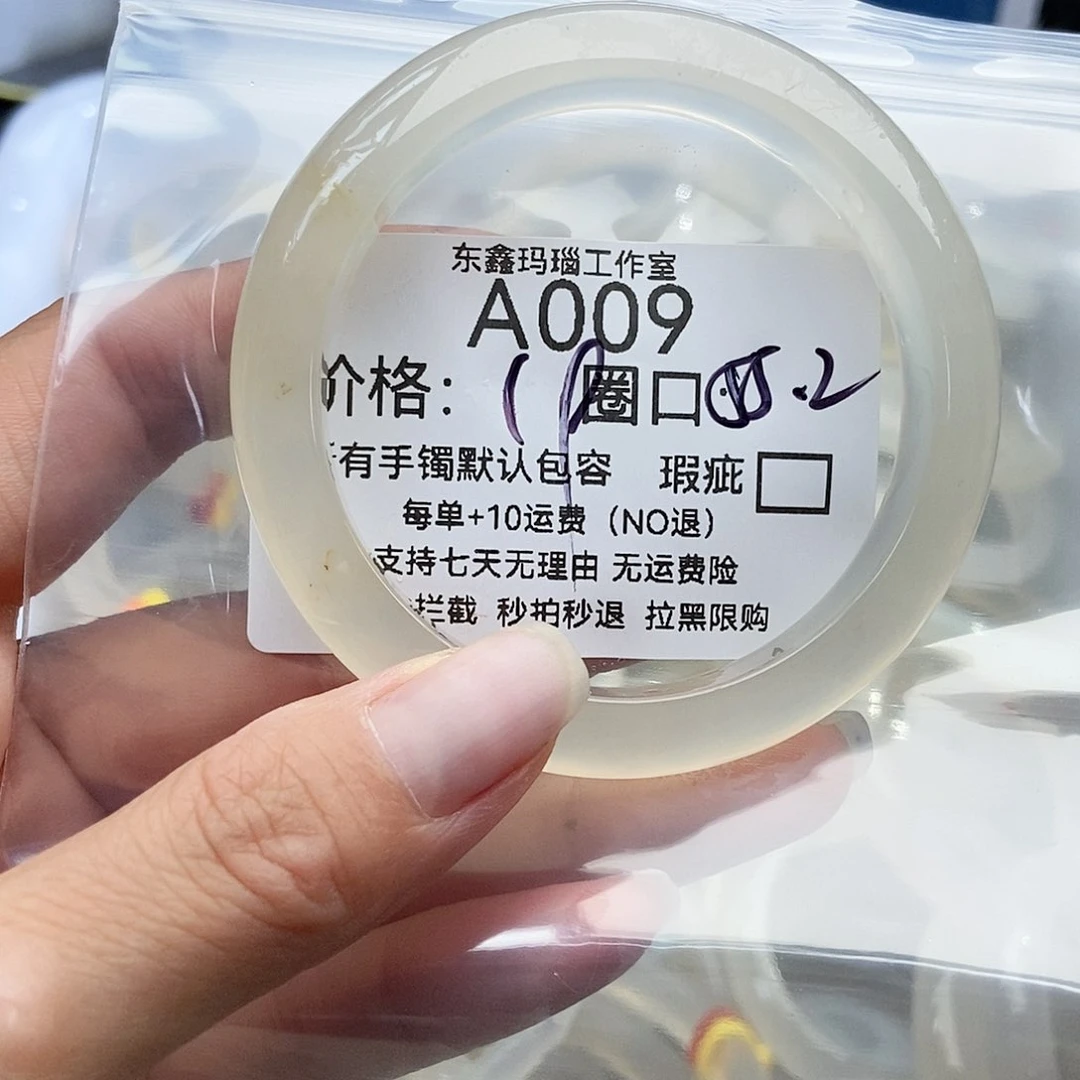 东鑫玛瑙工作室
A009
价格： 圈口 .2
有手镯默认包容 瑕疵
每单+10运费（NO退）
支持七天无理由 无运费险
拦截 秒拍秒退 拉黑限购